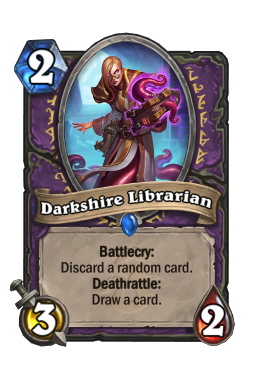 2
Darkshire Librarian
Battlecry:
Discard a random card.
Deathrattle:
Draw a card.
3
2